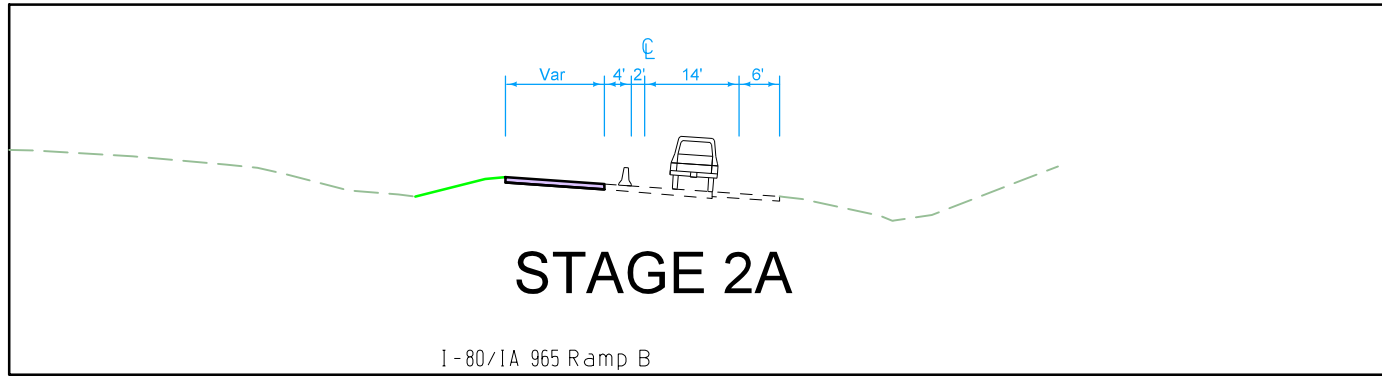 ℄
Var 4' 2' 14' 6'
STAGE 2A
I-80/IA 965 Ramp B